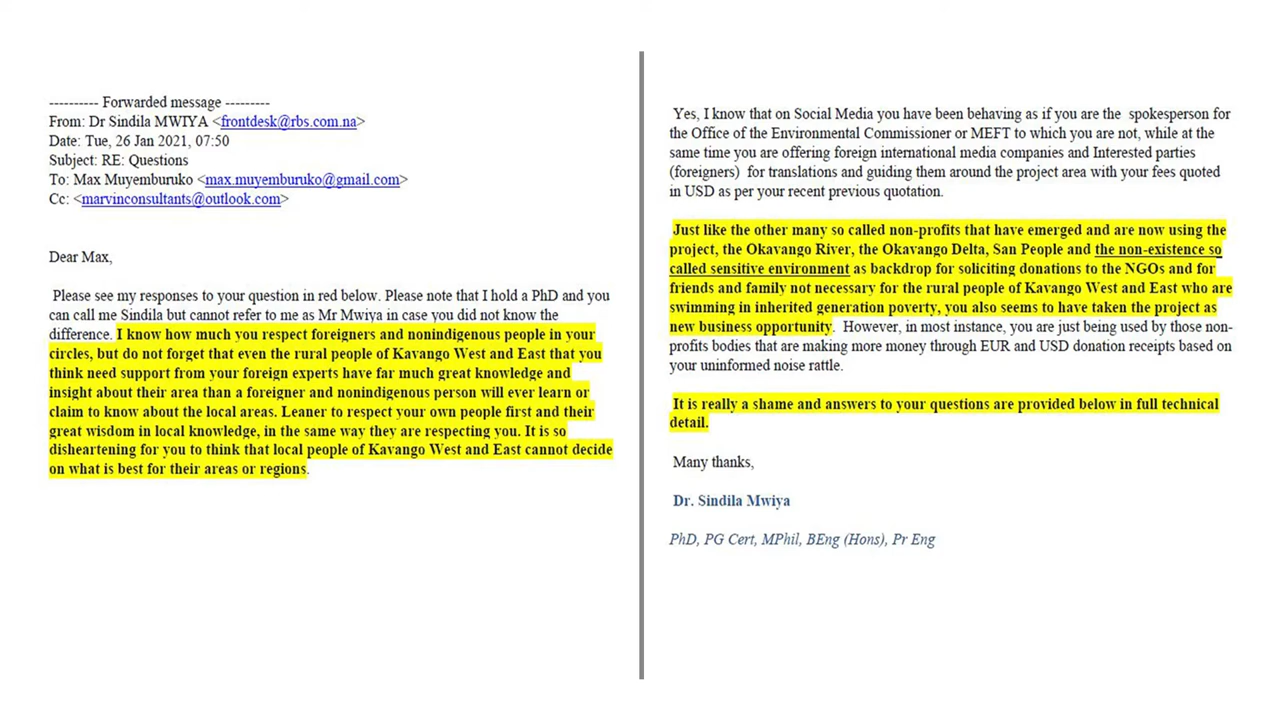 ---------- Forwarded message ---------
From: Dr Sindila MWIYA <frontdesk@rbs.com.na>
Date: Tue, 26 Jan 2021, 07:50
Subject: RE: Questions
To: Max Muyemburuko <max.muyemburuko@gmail.com>
Cc: <marvinconsultants@outlook.com>
Dear Max,
Please see my responses to your question in red below. Please note that I hold a PhD and you
can call me Sindila but cannot refer to me as Mr Mwiya in case you did not know the
difference. I know how much you respect foreigners and nonindigenous people in your
circles, but do not forget that even the rural people of Kavango West and East that you
think need support from your foreign experts have far much great knowledge and
insight about their area than a foreigner and nonindigenous person will ever learn or
claim to know about the local areas. Leaner to respect your own people first and their
great wisdom in local knowledge, in the same way they are respecting you. It is so
disheartening for you to think that local people of Kavango West and East cannot decide
on what is best for their areas or regions.
Yes, I know that on Social Media you have been behaving as if you are the spokesperson for
the Office of the Environmental Commissioner or MEFT to which you are not, while at the
same time you are offering foreign international media companies and Interested parties
(foreigners) for translations and guiding them around the project area with your fees quoted
in USD as per your recent previous quotation.
Just like the other many so called non-profits that have emerged and are now using the
project, the Okavango River, the Okavango Delta, San People and the non-existence so
called sensitive environment as backdrop for soliciting donations to the NGOs and for
friends and family not necessary for the rural people of Kavango West and East who are
swimming in inherited generation poverty, you also seems to have taken the project as
new business opportunity. However, in most instance, you are just being used by those non-
profits bodies that are making more money through EUR and USD donation receipts based on
your uninformed noise rattle.
It is really a shame and answers to your questions are provided below in full technical
detail.
Many thanks,
Dr. Sindila Mwiya
PhD, PG Cert, MPhil, BEng (Hons), Pr Eng